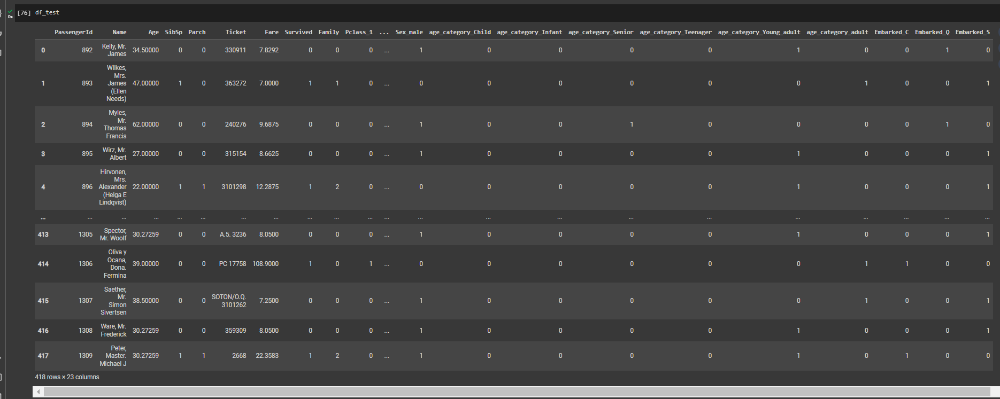 [76] df_test
0s
PassengerId Name Age SibSp Parch Ticket Fare Survived Family Pclass_1 ... Sex_male age_category_Child age_category_Infant age_category_Senior age_category_Teenager age_category_Young_adult age_category_adult Embarked_C Embarked_Q Embarked_S
0 892 Kelly, Mr. James 34.50000 0 0 330911 7.8292 0 0 0 ... 1 0 0 0 0 1 0 0 1 0
1 893 Wilkes, Mrs. James (Ellen Needs) 47.00000 1 0 363272 7.0000 1 1 0 ... 0 0 0 0 0 0 1 0 0 1
2 894 Myles, Mr. Thomas Francis 62.00000 0 0 240276 9.6875 0 0 0 ... 1 0 0 1 0 0 0 0 1 0
3 895 Wirz, Mr. Albert 27.00000 0 0 315154 8.6625 0 0 0 ... 1 0 0 0 0 1 0 0 0 1
4 896 Hirvonen, Mrs. Alexander (Helga E Lindqvist) 22.00000 1 1 3101298 12.2875 1 2 0 ... 0 0 0 0 0 1 0 0 0 1
... ... ... ... ... ... ... ... ... ... ... ... ... ... ... ... ... ... ... ... ...
413 1305 Spector, Mr. Woolf 30.27259 0 0 A.5. 3236 8.0500 0 0 0 ... 1 0 0 0 0 1 0 0 0 1
414 1306 Oliva y Ocana, Dona. Fermina 39.00000 0 0 PC 17758 108.9000 1 0 1 ... 0 0 0 0 0 0 1 1 0 0
415 1307 Saether, Mr. Simon Sivertsen 38.50000 0 0 SOTON/O.Q. 3101262 7.2500 0 0 0 ... 1 0 0 0 0 0 1 0 0 1
416 1308 Ware, Mr. Frederick 30.27259 0 0 359309 8.0500 0 0 0 ... 1 0 0 0 0 1 0 0 0 1
417 1309 Peter, Master. Michael J 30.27259 1 1 2668 22.3583 1 2 0 ... 1 0 0 0 0 1 0 1 0 0
418 rows × 23 columns